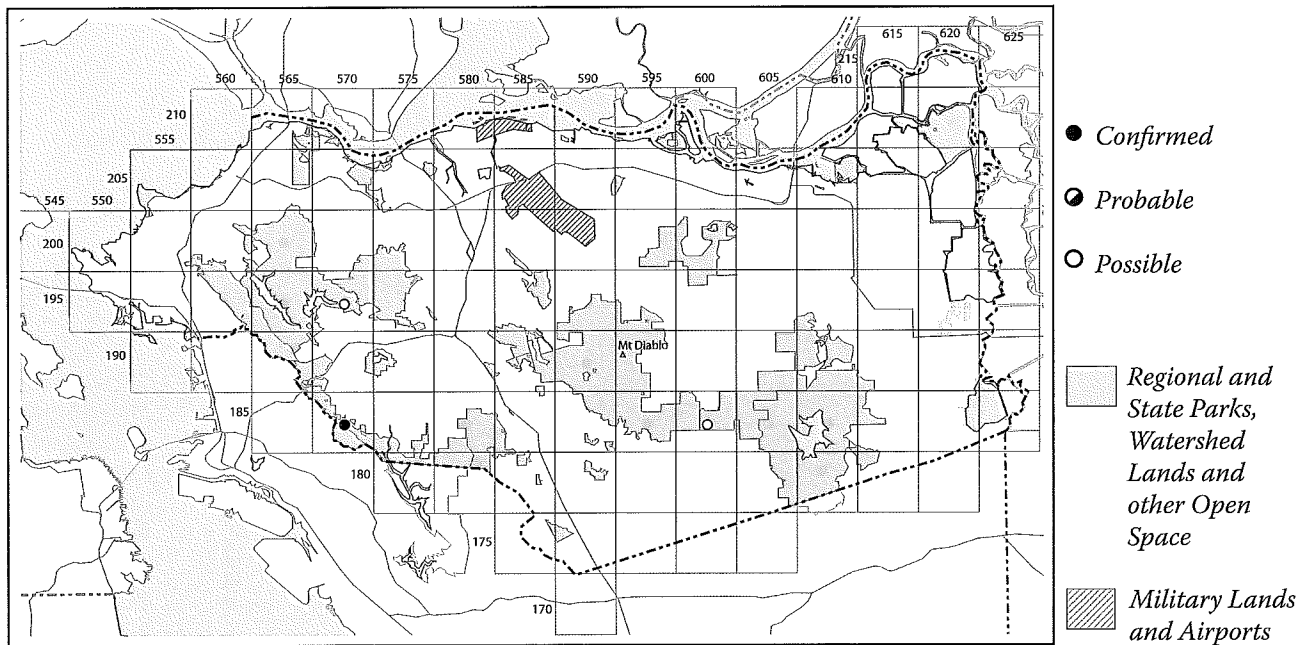 615
620
625
215
560
565
570
575
580
585
590
595
600
605
610
210
555
205
545
550
200
195
190
Mt Diablo
185
180
175
170
Confirmed
Probable
Possible
Regional and
State Parks,
Watershed
Lands and
other Open
Space
Military Lands
and Airports